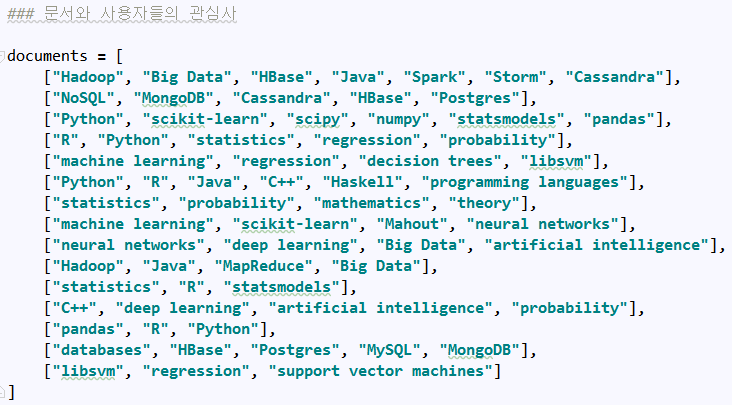 ### 문서와 사용자들의 관심사
documents = [
["Hadoop", "Big Data", "HBase", "Java", "Spark", "Storm", "Cassandra"],
["NoSQL", "MongoDB", "Cassandra", "HBase", "Postgres"],
["Python", "scikit-learn", "scipy", "numpy", "statsmodels", "pandas"],
["R", "Python", "statistics", "regression", "probability"],
["machine learning", "regression", "decision trees", "libsvm"],
["Python", "R", "Java", "C++", "Haskell", "programming languages"],
["statistics", "probability", "mathematics", "theory"],
["machine learning", "scikit-learn", "Mahout", "neural networks"],
["neural networks", "deep learning", "Big Data", "artificial intelligence"],
["Hadoop", "Java", "MapReduce", "Big Data"],
["statistics", "R", "statsmodels"],
["C++", "deep learning", "artificial intelligence", "probability"],
["pandas", "R", "Python"],
["databases", "HBase", "Postgres", "MySQL", "MongoDB"],
["libsvm", "regression", "support vector machines"]
]